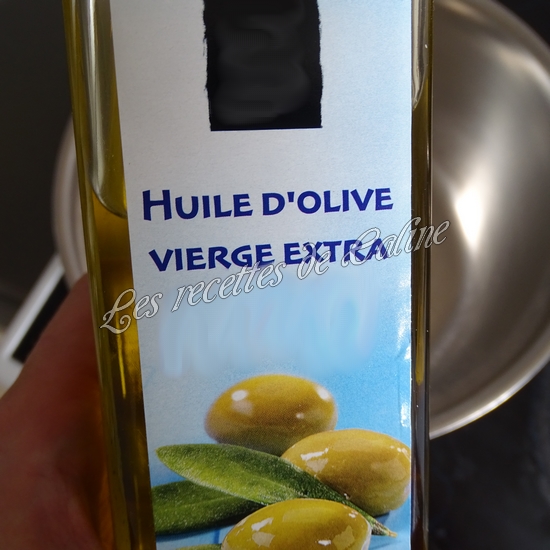 HUILE D'OLIVE
VIERGE EXTRA
Les recettes de Caline